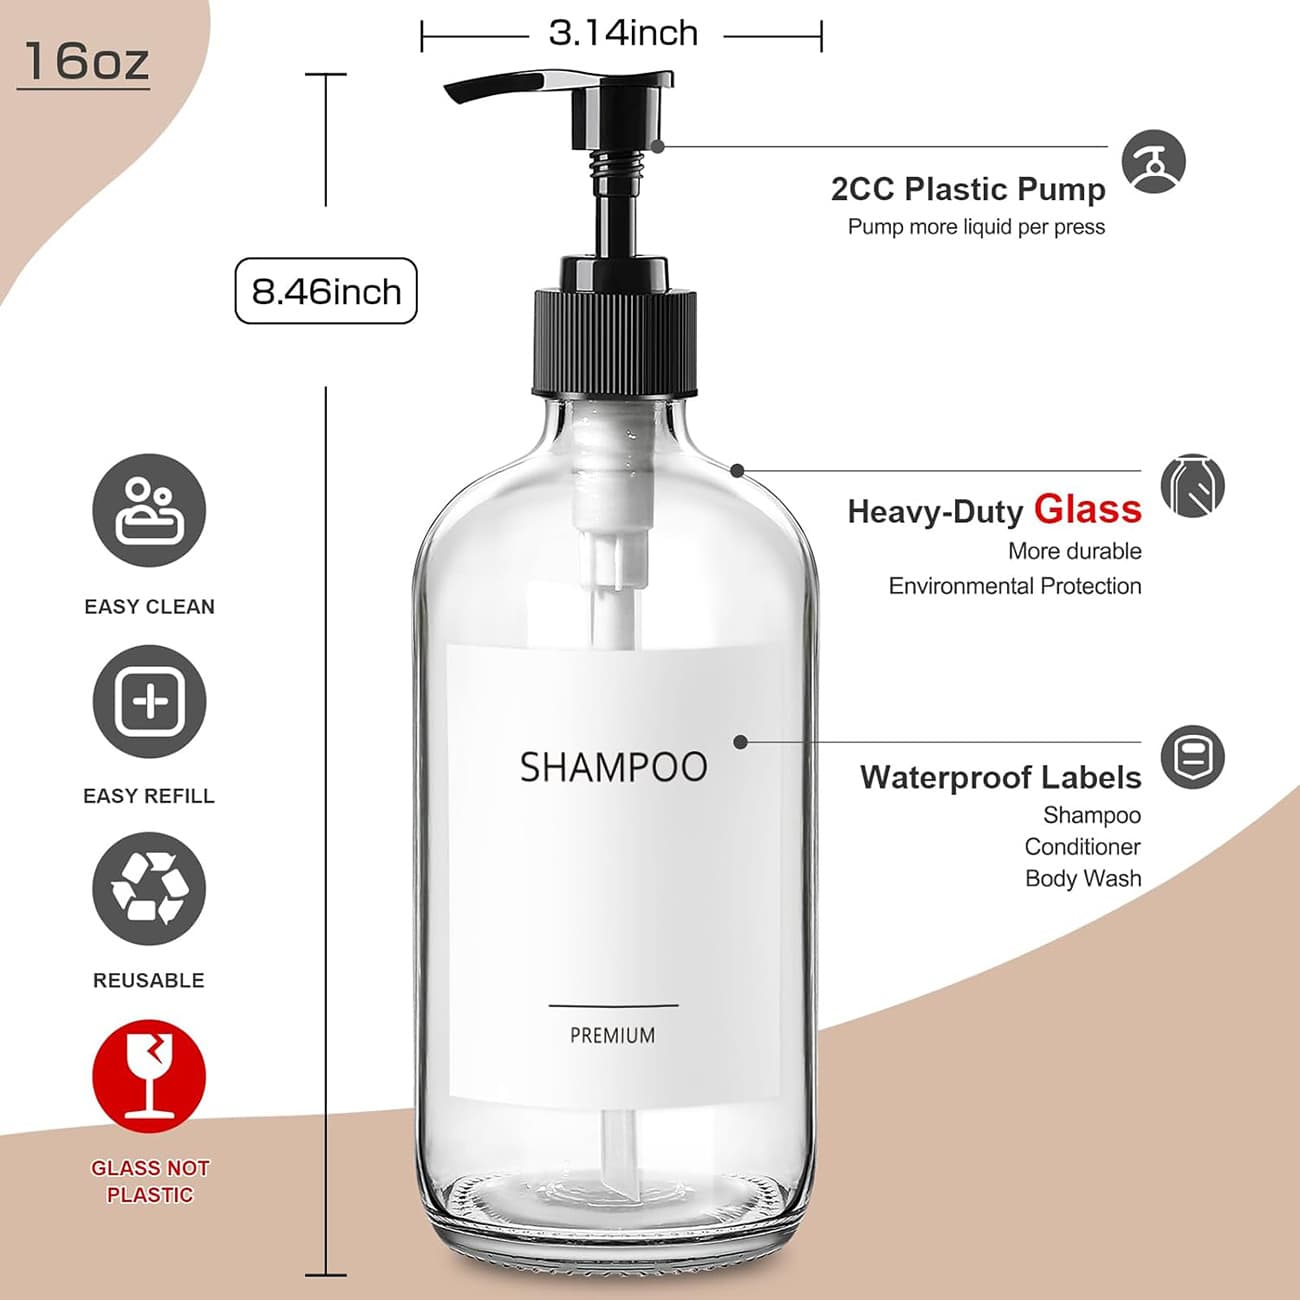 16oz
3.14inch
8.46inch
2CC Plastic Pump
Pump more liquid per press
Heavy-Duty Glass
More durable
Environmental Protection
Waterproof Labels
Shampoo
Conditioner
Body Wash
SHAMPOO
PREMIUM
EASY CLEAN
EASY REFILL
REUSABLE
GLASS NOT
PLASTIC